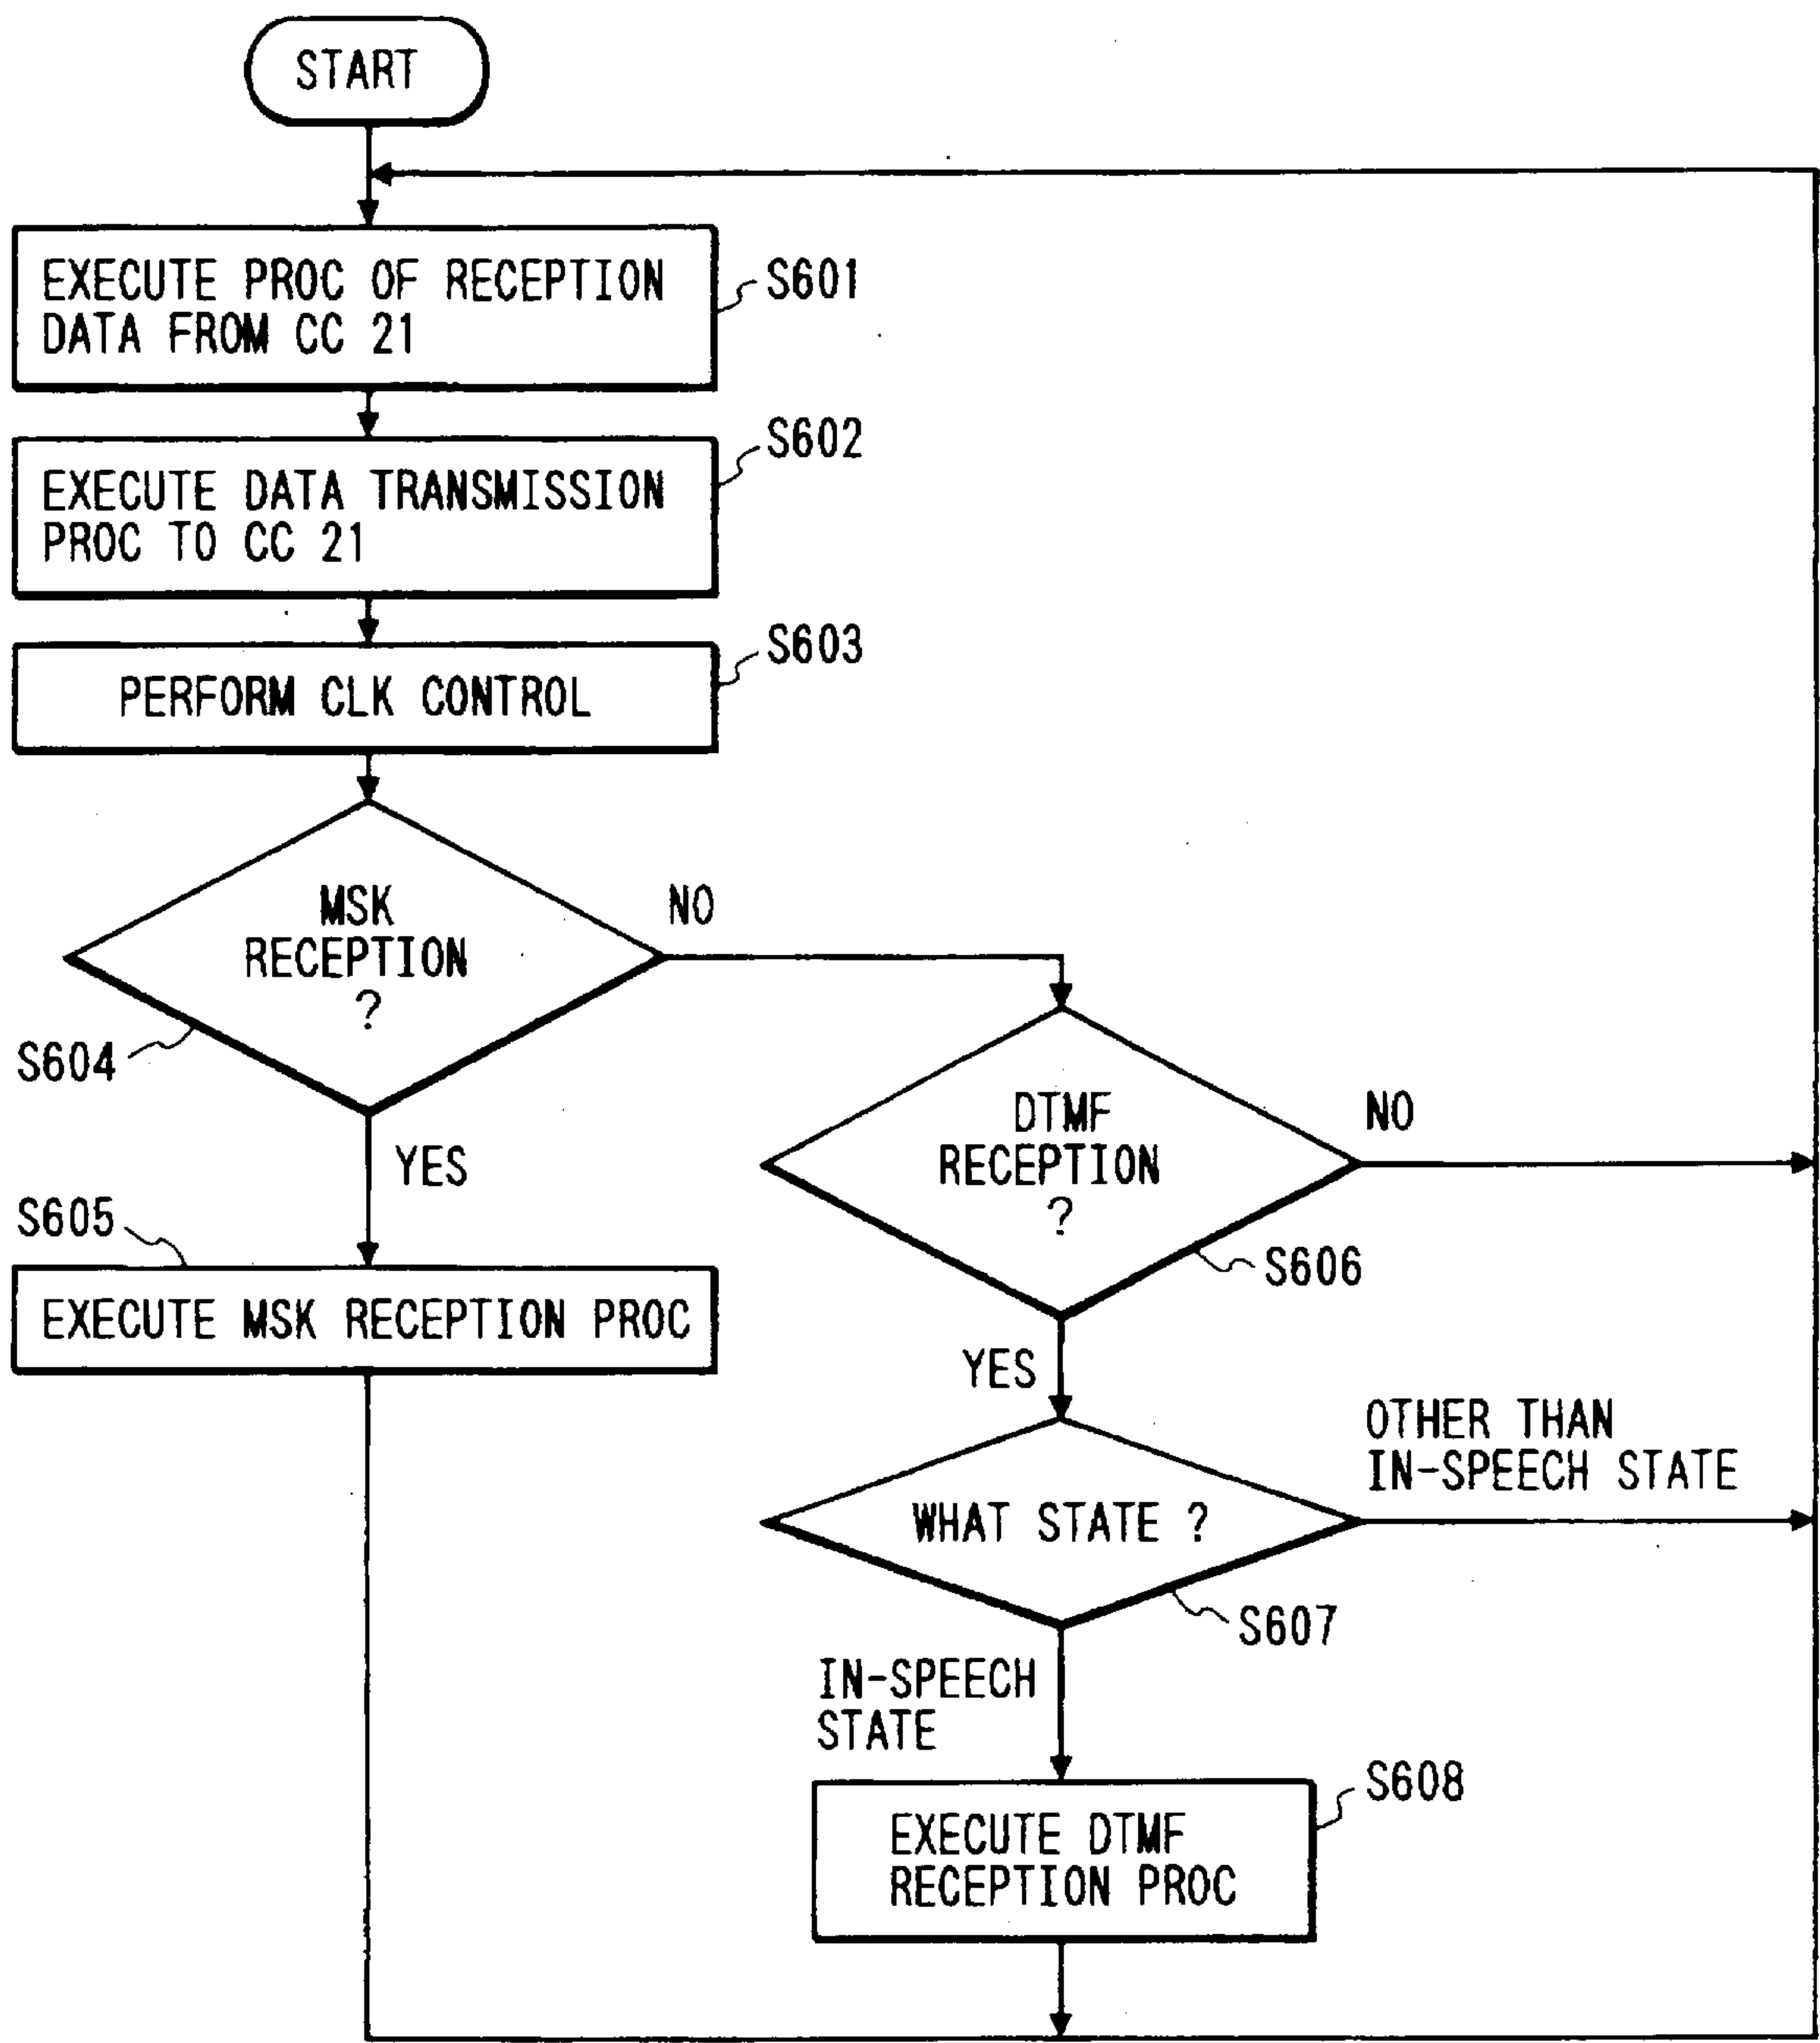 START
EXECUTE PROC OF RECEPTION
DATA FROM CC 21
S601
EXECUTE DATA TRANSMISSION
PROC TO CC 21
S602
PERFORM CLK CONTROL
S603
MSK
RECEPTION
?
NO
S604
YES
DTMF
RECEPTION
?
NO
S606
S605
EXECUTE MSK RECEPTION PROC
YES
WHAT STATE ?
OTHER THAN
IN-SPEECH STATE
S607
IN-SPEECH
STATE
EXECUTE DTMF
RECEPTION PROC
S608